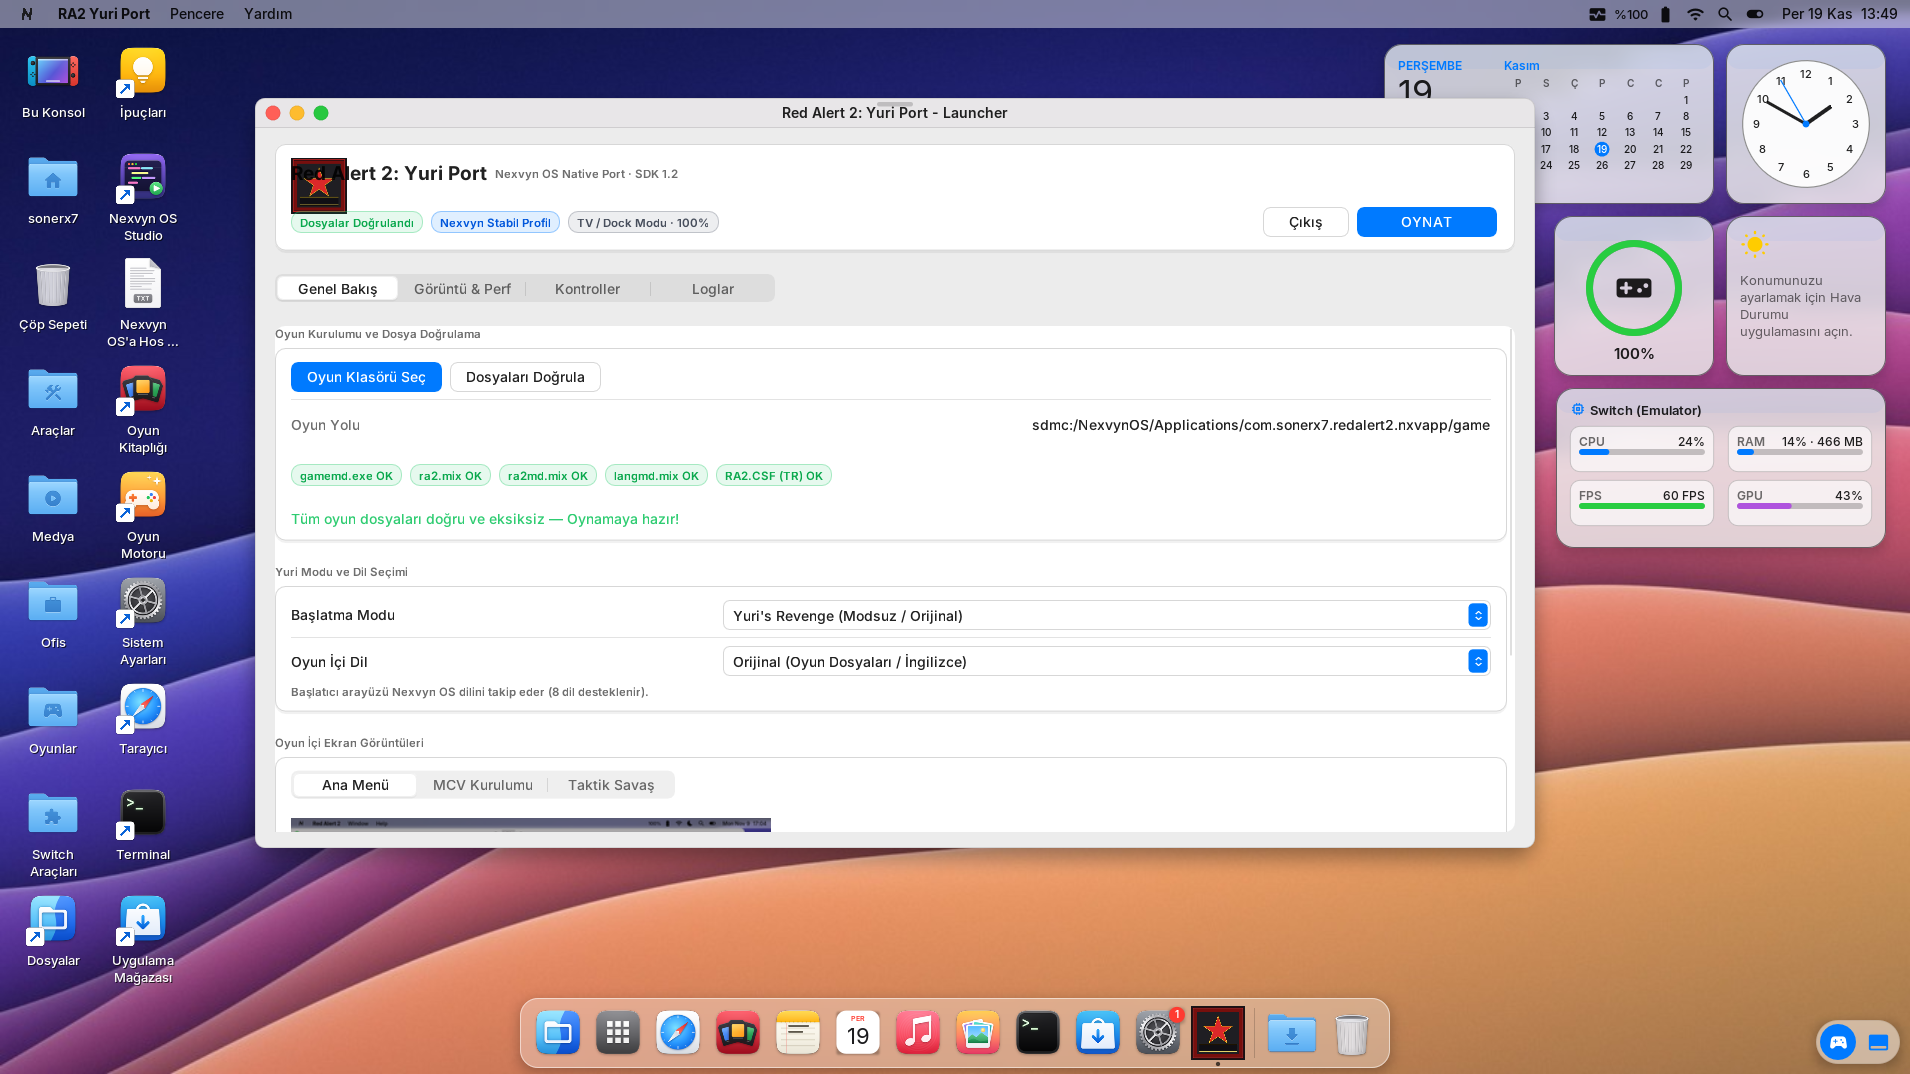 RA2 Yuri Port Pencere Yardım
%100 Per 19 Kas 13:49
Bu Konsol
İpuçları
sonerx7
Nexvyn OS
Studio
Çöp Sepeti
Nexvyn
OS'a Hos ...
Araçlar
Oyun
Kitaplığı
Medya
Oyun
Motoru
Ofis
Sistem
Ayarları
Oyunlar
Tarayıcı
Switch
Araçları
Terminal
Dosyalar
Uygulama
Mağazası
TXT
Red Alert 2: Yuri Port - Launcher
Red Alert 2: Yuri Port Nexvyn OS Native Port · SDK 1.2
Dosyalar Doğrulandı Nexvyn Stabil Profil TV / Dock Modu · 100%
Çıkış OYNAT
Genel Bakış Görüntü & Perf Kontroller Loglar
Oyun Kurulumu ve Dosya Doğrulama
Oyun Klasörü Seç Dosyaları Doğrula
Oyun Yolu sdmc:/NexvynOS/Applications/com.sonerx7.redalert2.nxvapp/game
gamemd.exe OK ra2.mix OK ra2md.mix OK langmd.mix OK RA2.CSF (TR) OK
Tüm oyun dosyaları doğru ve eksiksiz — Oynamaya hazır!
Yuri Modu ve Dil Seçimi
Başlatma Modu Yuri's Revenge (Modsuz / Orijinal)
Oyun İçi Dil Orijinal (Oyun Dosyaları / İngilizce)
Başlatıcı arayüzü Nexvyn OS dilini takip eder (8 dil desteklenir).
Oyun İçi Ekran Görüntüleri
Ana Menü MCV Kurulumu Taktik Savaş
Red Alert 2 Window Help
PERŞEMBE Kasım
19
P S Ç P C C P
1
3 4 5 6 7 8
10 11 12 13 14 15
17 18 19 20 21 22
24 25 26 27 28 29
12 1 2 3 4 5 6 7 8 9 10 11
100%
Konumunuzu
ayarlamak için Hava
Durumu
uygulamasını açın.
Switch (Emulator)
CPU 24% RAM 14% · 466 MB
FPS 60 FPS GPU 43%
PER
19
>_
1